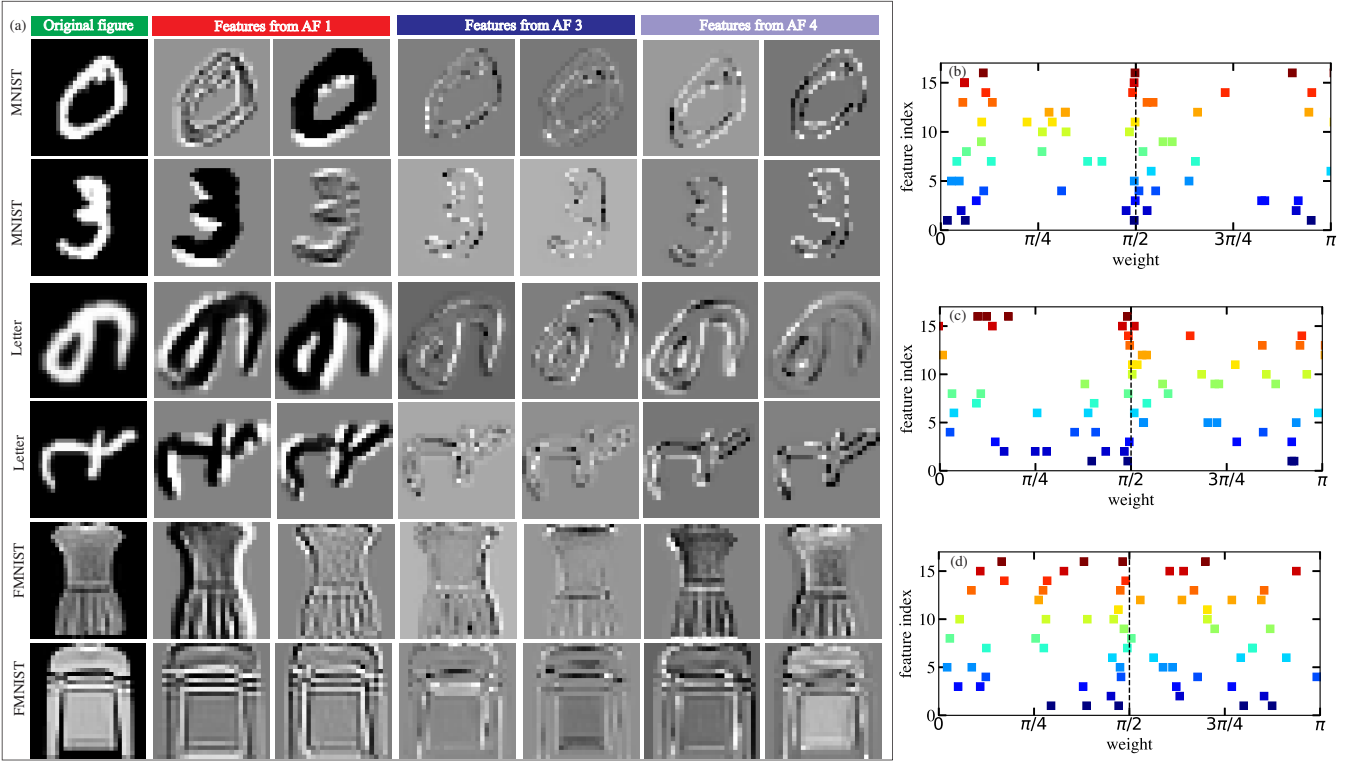 (a) Original figure Features from AF 1 Features from AF 3 Features from AF 4
MNIST
MNIST
Letter
Letter
FMNIST
FMNIST
(b)
feature index
15
10
5
0
0 π/4 π/2 3π/4 π
weight
(c)
feature index
15
10
5
0
0 π/4 π/2 3π/4 π
weight
(d)
feature index
15
10
5
0
0 π/4 π/2 3π/4 π
weight